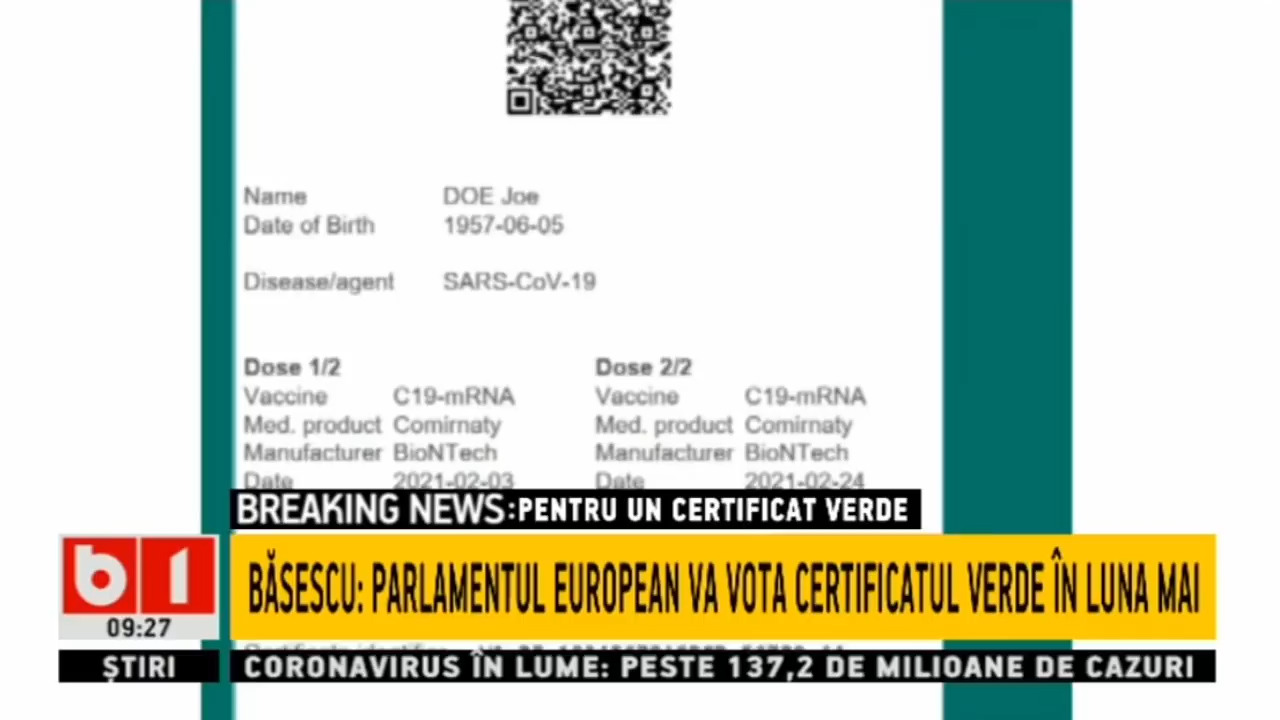 Name DOE Joe
Date of Birth 1957-06-05
Disease/agent SARS-CoV-19
Dose 1/2 Dose 2/2
Vaccine C19-mRNA Vaccine C19-mRNA
Med. product Comirnaty Med. product Comirnaty
Manufacturer BioNTech Manufacturer BioNTech
Date 2021-02-03 Date 2021-02-24
BREAKING NEWS: PENTRU UN CERTIFICAT VERDE
b1
BĂSESCU: PARLAMENTUL EUROPEAN VA VOTA CERTIFICATUL VERDE ÎN LUNA MAI
09:27
ȘTIRI CORONAVIRUS ÎN LUME: PESTE 137,2 DE MILIOANE DE CAZURI